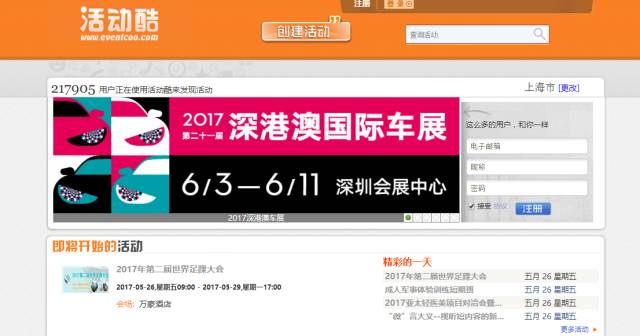 注册 | 登录
活动酷
www.eventcoo.com
创建活动
查询活动
217905 用户正在使用活动酷来发现活动
上海市 [更改]
2017 第二十一届 深港澳国际车展
6/3—6/11 深圳会展中心
2017深港澳车展
这么多的用户，和你一样
电子邮箱
昵称
密码
接受 协议 注册
即将开始的活动
2017年第二届世界足踝大会
2017-05-26,星期五09:00 - 2017-05-29,星期一17:00
会场: 万豪酒店
精彩的一天
2017年第二届世界足踝大会 五月 26 星期五
成人军事体验训练短期班 五月 26 星期五
2017亚太轻医美项目对洽会暨... 五月 26 星期五
“微”言大义--视昕短内容的新... 五月 26 星期五
更多活动